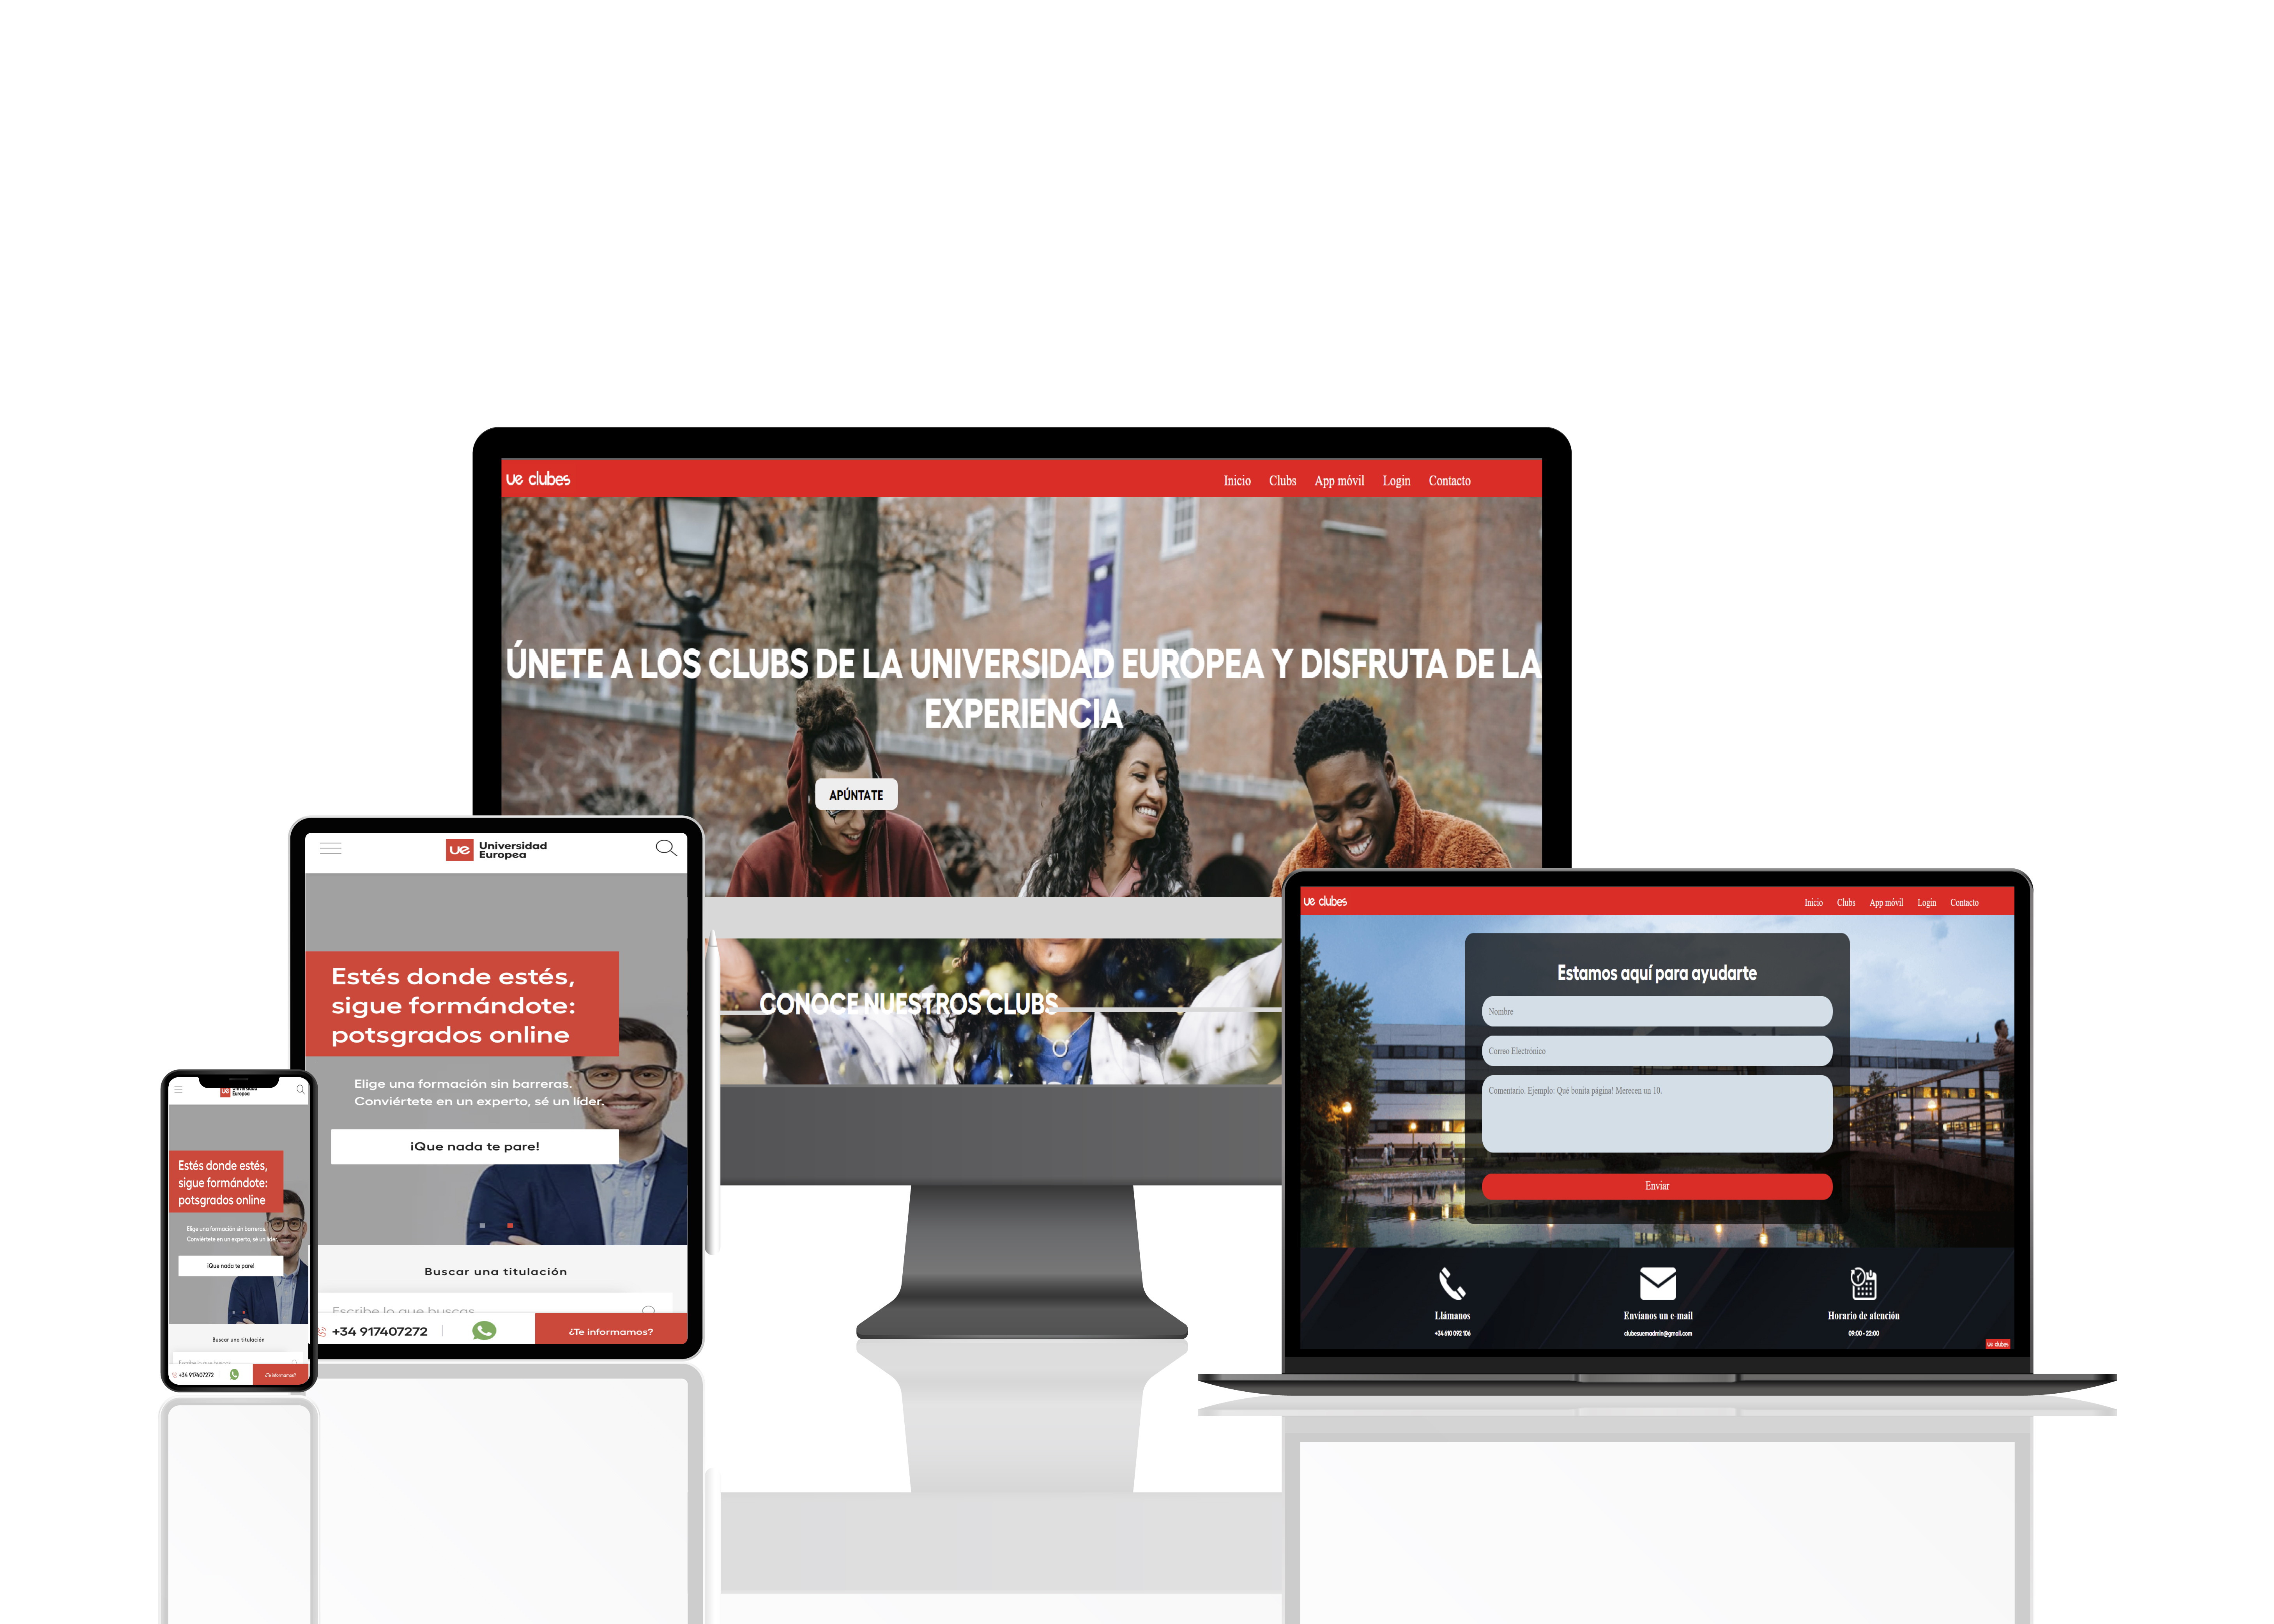 ue clubes
Inicio Clubs App móvil Login Contacto
ÚNETE A LOS CLUBS DE LA UNIVERSIDAD EUROPEA Y DISFRUTA DE LA
EXPERIENCIA
APÚNTATE
CONOCE NUESTROS CLUBS
ue Universidad
Europea
Estés donde estés,
sigue formándote:
potsgrados online
Elige una formación sin barreras.
Conviértete en un experto, sé un líder.
¡Que nada te pare!
Buscar una titulación
Escribe lo que buscas
+34 917407272
¿Te informamos?
ue Universidad
Europea
Estés donde estés,
sigue formándote:
potsgrados online
Elige una formación sin barreras.
Conviértete en un experto, sé un líder.
¡Que nada te pare!
Buscar una titulación
Escribe lo que buscas
+34 917407272
¿Te informamos?
ue clubes
Inicio Clubs App móvil Login Contacto
Estamos aquí para ayudarte
Nombre
Correo Electrónico
Comentario. Ejemplo: Qué bonita página! Merecen un 10.
Enviar
Llámanos
+34 610 092 106
Envíanos un e-mail
clubesuemadmin@gmail.com
Horario de atención
09:00 - 22:00
ue clubes